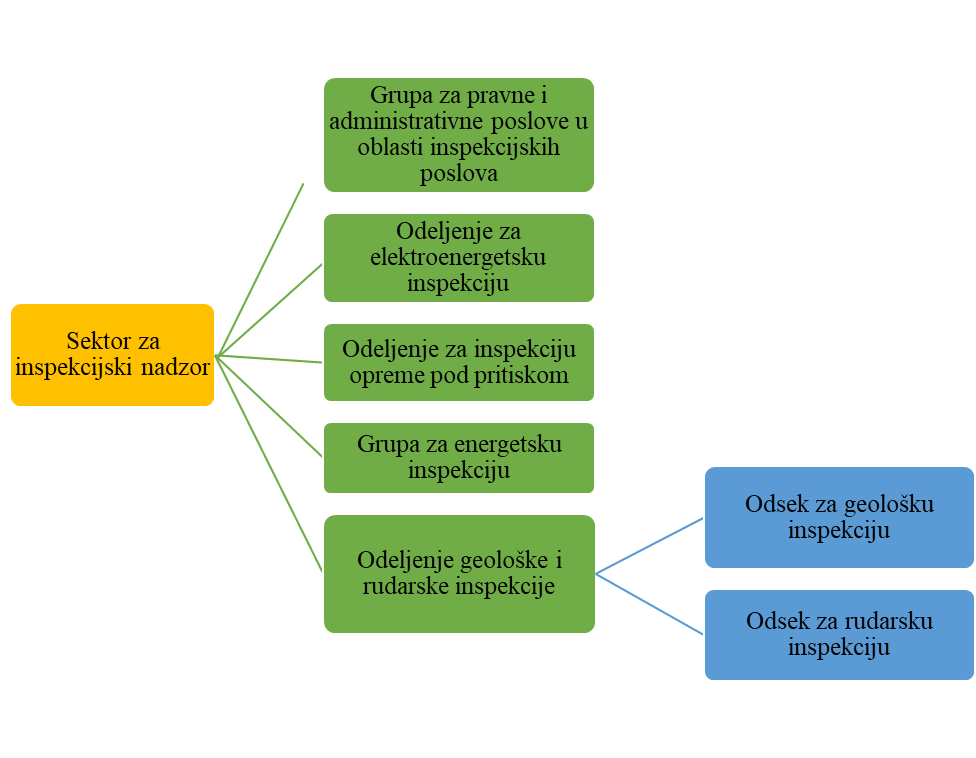 Grupa za pravne i
administrativne poslove u
oblasti inspekcijskih
poslova
Odeljenje za
elektroenergetsku
inspekciju
Sektor za
inspekcijski nadzor
Odeljenje za inspekciju
opreme pod pritiskom
Grupa za energetsku
inspekciju
Odeljenje geološke i
rudarske inspekcije
Odsek za geološku
inspekciju
Odsek za rudarsku
inspekciju